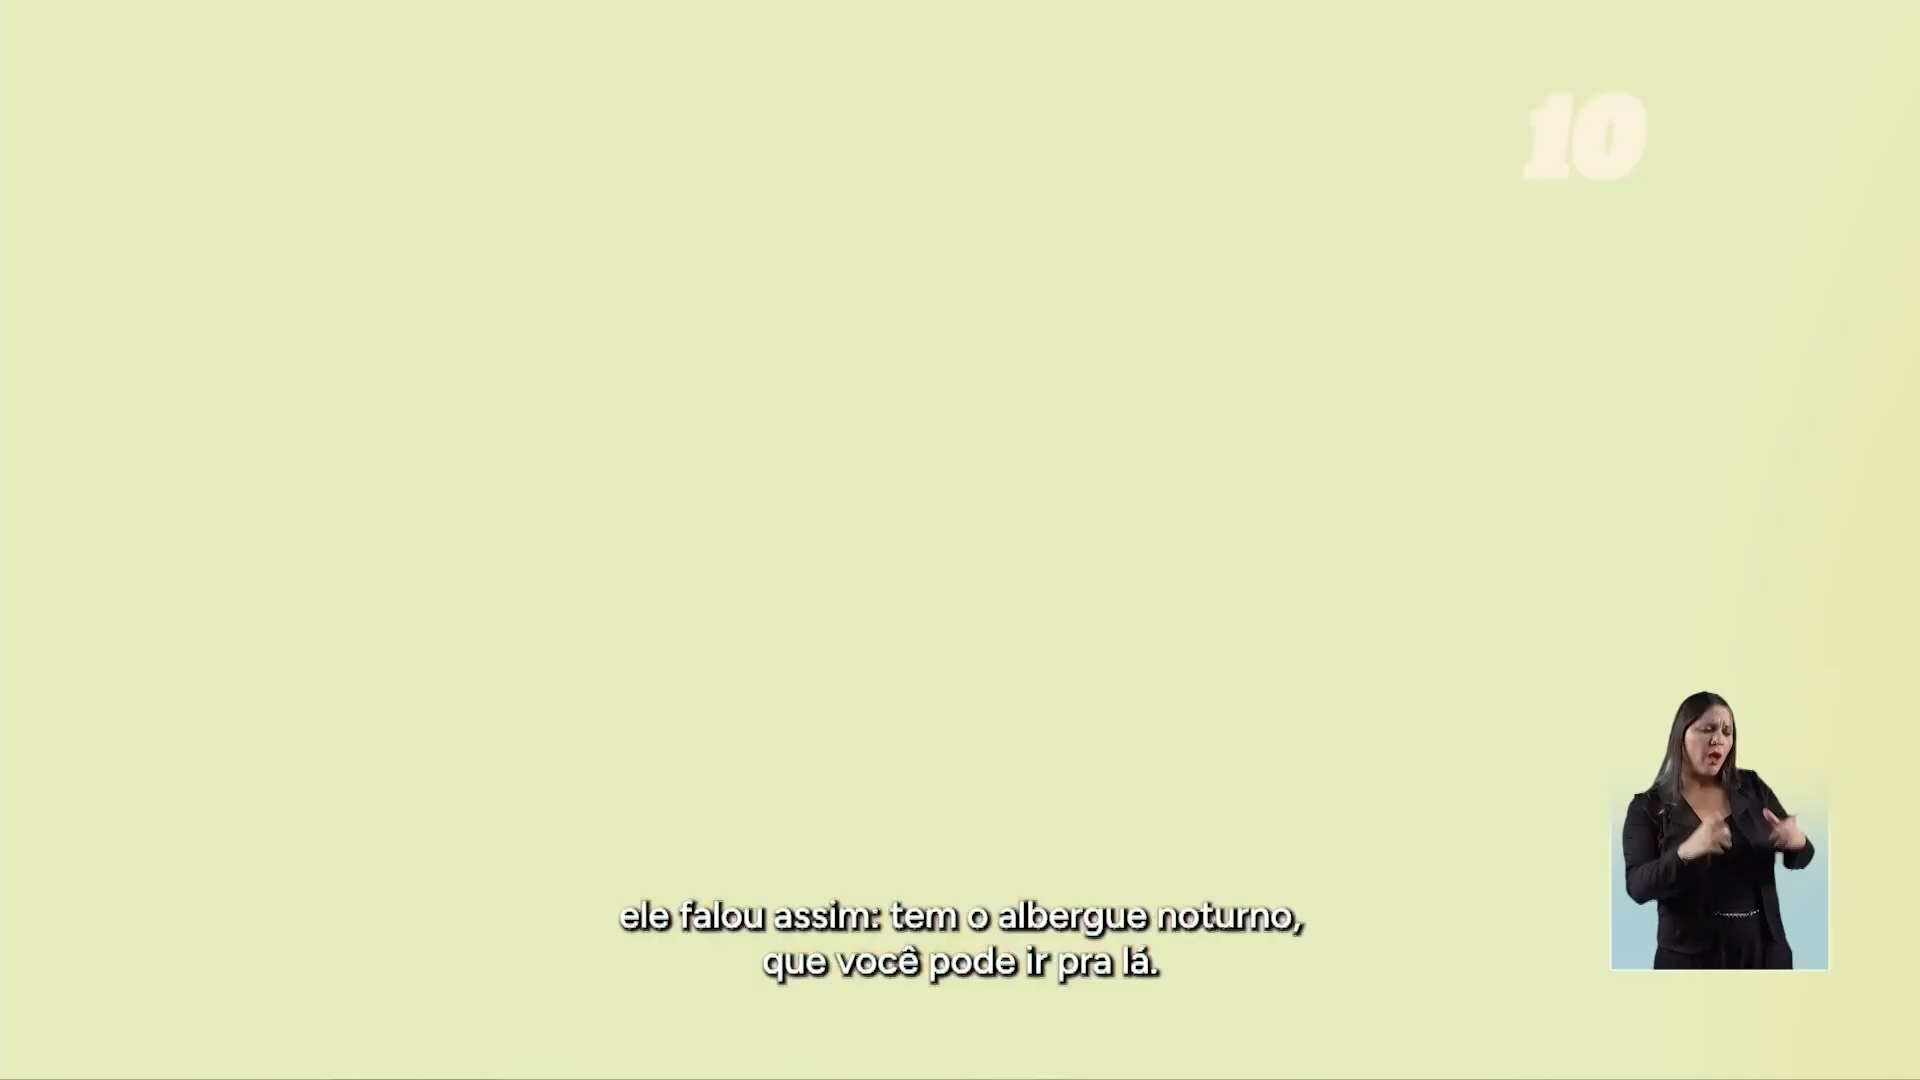 10
ele falou assim: tem o albergue noturno,
que você pode ir pra lá.